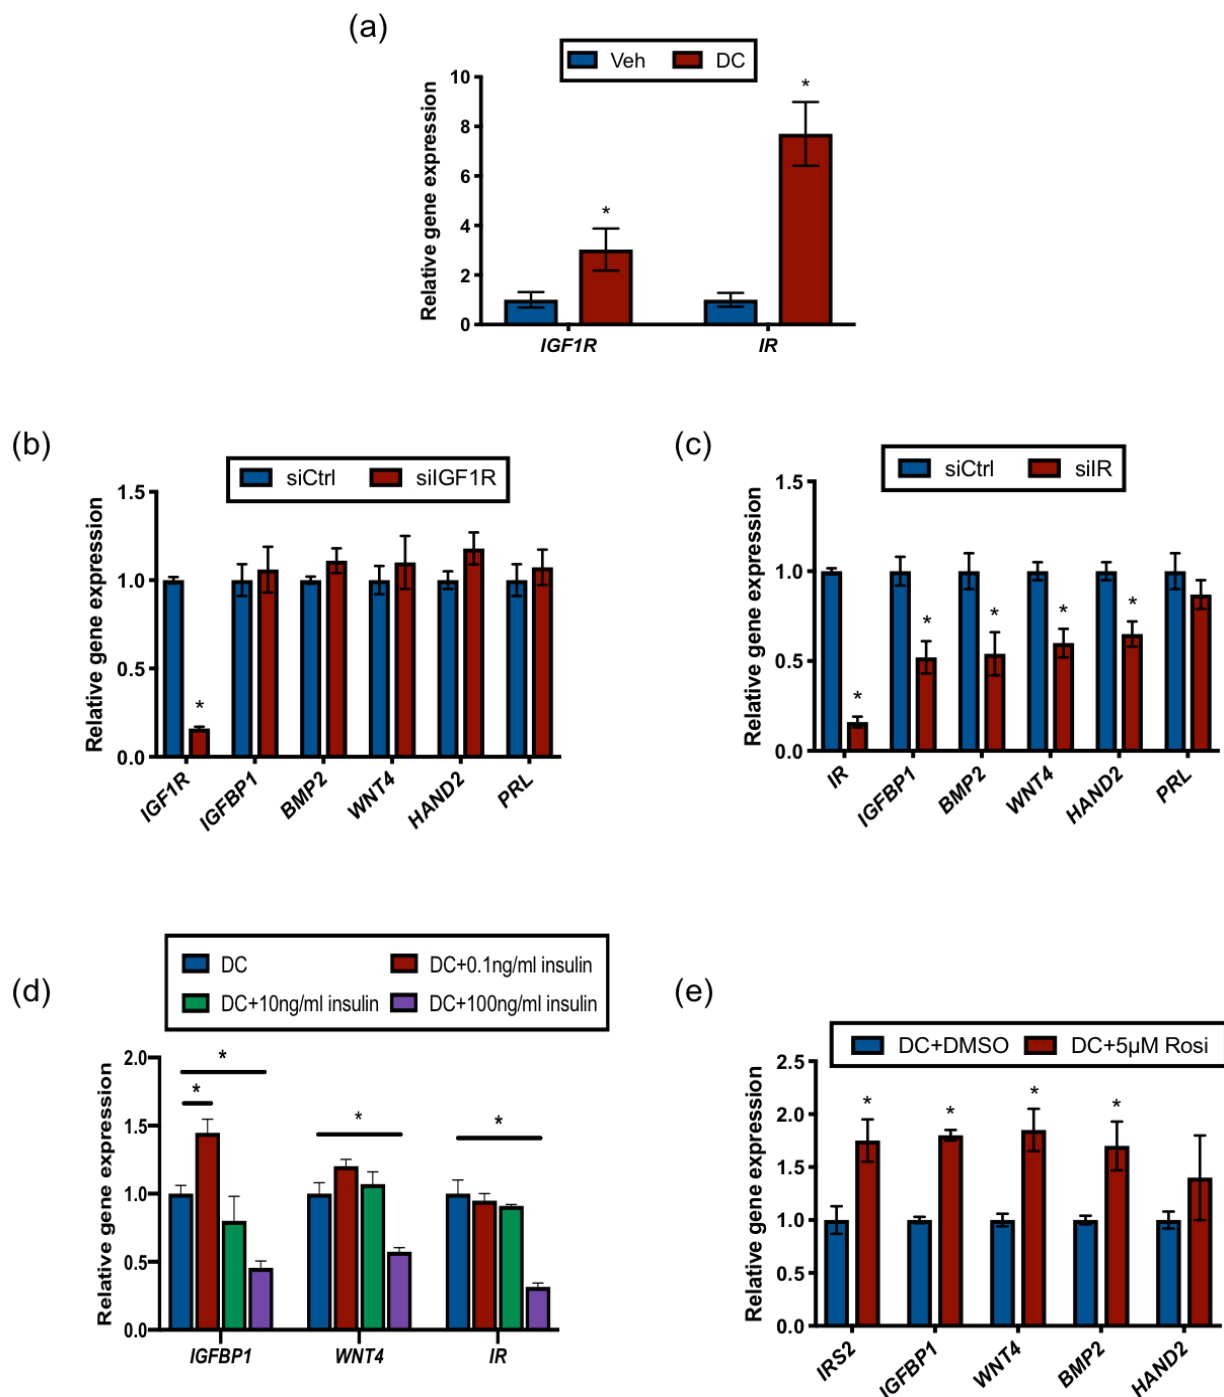 (a)
Veh DC
Relative gene expression
10
8
6
4
2
0
* *
IGF1R IR
(b)
siCtrl siIGF1R
Relative gene expression
1.5
1.0
0.5
0.0
*
IGF1R IGFBP1 BMP2 WNT4 HAND2 PRL
(c)
siCtrl siIR
Relative gene expression
1.5
1.0
0.5
0.0
* * * * *
IR IGFBP1 BMP2 WNT4 HAND2 PRL
(d)
DC DC+0.1ng/ml insulin
DC+10ng/ml insulin DC+100ng/ml insulin
Relative gene expression
2.0
1.5
1.0
0.5
0.0
* * * *
IGFBP1 WNT4 IR
(e)
DC+DMSO DC+5µM Rosi
Relative gene expression
2.5
2.0
1.5
1.0
0.5
0.0
* * * *
IRS2 IGFBP1 WNT4 BMP2 HAND2